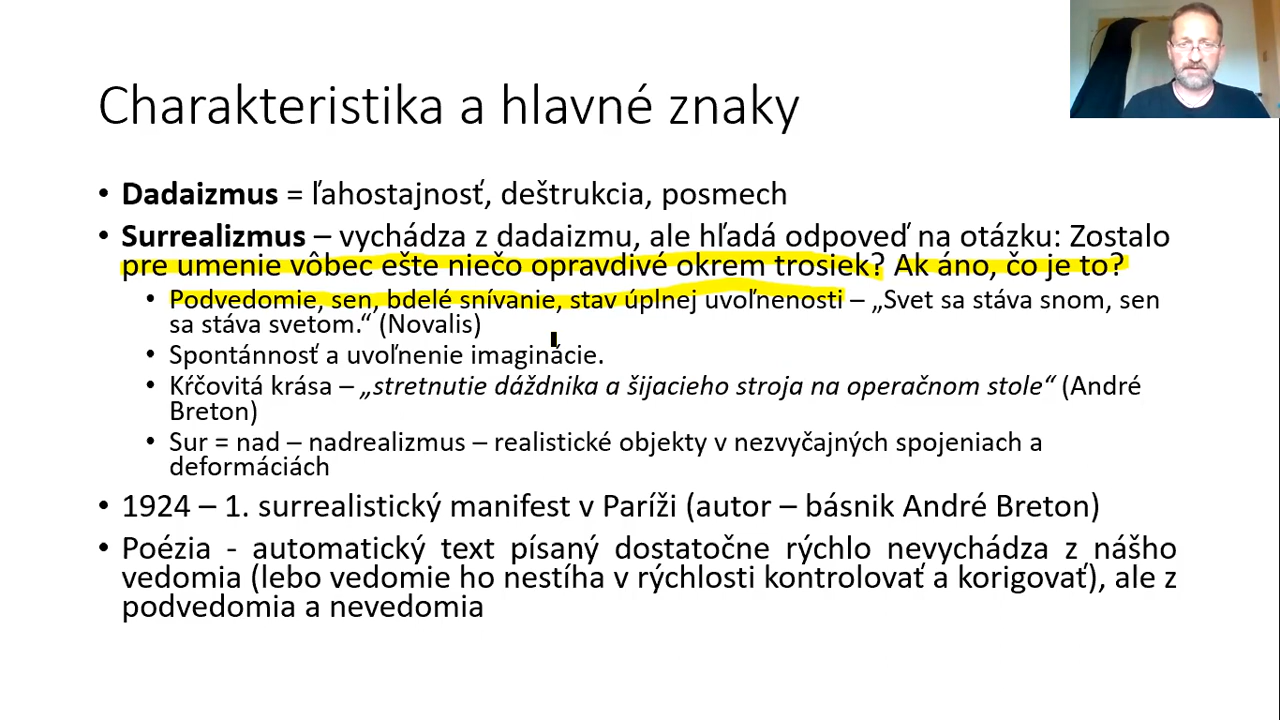 Charakteristika a hlavné znaky
• Dadaizmus = ľahostajnosť, deštrukcia, posmech
• Surrealizmus – vychádza z dadaizmu, ale hľadá odpoveď na otázku: Zostalo
pre umenie vôbec ešte niečo opravdivé okrem trosiek? Ak áno, čo je to?
• Podvedomie, sen, bdelé snívanie, stav úplnej uvoľnenosti – „Svet sa stáva snom, sen
sa stáva svetom.“ (Novalis)
• Spontánnosť a uvoľnenie imaginácie.
• Kŕčovitá krása – „stretnutie dáždnika a šijacieho stroja na operačnom stole“ (André
Breton)
• Sur = nad – nadrealizmus – realistické objekty v nezvyčajných spojeniach a
deformáciách
• 1924 – 1. surrealistický manifest v Paríži (autor – básnik André Breton)
• Poézia - automatický text písaný dostatočne rýchlo nevychádza z nášho
vedomia (lebo vedomie ho nestíha v rýchlosti kontrolovať a korigovať), ale z
podvedomia a nevedomia